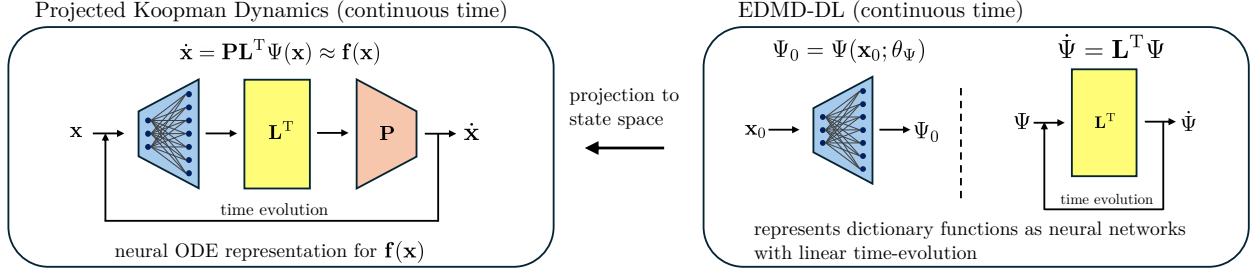 Projected Koopman Dynamics (continuous time)
ẋ = PLᵀΨ(x) ≈ f(x)
x
Lᵀ
P
ẋ
time evolution
neural ODE representation for f(x)
projection to
state space
EDMD-DL (continuous time)
Ψ₀ = Ψ(x₀; θ_Ψ)
x₀
Ψ₀
Ψ̇ = LᵀΨ
Ψ
Lᵀ
Ψ̇
time evolution
represents dictionary functions as neural networks
with linear time-evolution